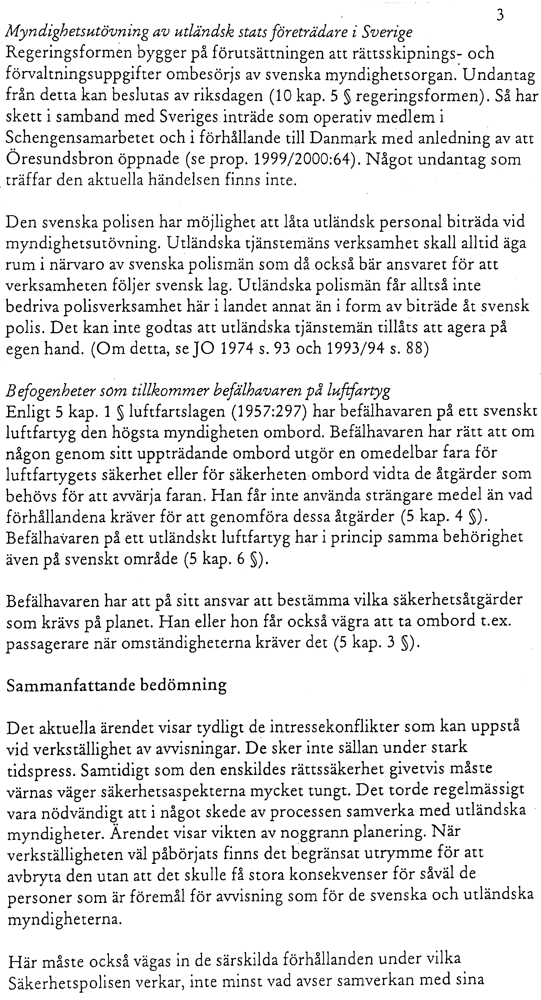 3
Myndighetsutövning av utländsk stats företrädare i Sverige
Regeringsformen bygger på förutsättningen att rättsskipnings- och
förvaltningsuppgifter ombesörjs av svenska myndighetsorgan. Undantag
från detta kan beslutas av riksdagen (10 kap. 5 § regeringsformen). Så har
skett i samband med Sveriges inträde som operativ medlem i
Schengensamarbetet och i förhållande till Danmark med anledning av att
Öresundsbron öppnade (se prop. 1999/2000:64). Något undantag som
träffar den aktuella händelsen finns inte.
Den svenska polisen har möjlighet att låta utländsk personal biträda vid
myndighetsutövning. Utländska tjänstemäns verksamhet skall alltid äga
rum i närvaro av svenska polismän som då också bär ansvaret för att
verksamheten följer svensk lag. Utländska polismän får alltså inte
bedriva polisverksamhet här i landet annat än i form av biträde åt svensk
polis. Det kan inte godtas att utländska tjänstemän tillåts att agera på
egen hand. (Om detta, se JO 1974 s. 93 och 1993/94 s. 88)
Befogenheter som tillkommer befälhavaren på luftfartyg
Enligt 5 kap. 1 § luftfartslagen (1957:297) har befälhavaren på ett svenskt
luftfartyg den högsta myndigheten ombord. Befälhavaren har rätt att om
någon genom sitt uppträdande ombord utgör en omedelbar fara för
luftfartygets säkerhet eller för säkerheten ombord vidta de åtgärder som
behövs för att avvärja faran. Han får inte använda strängare medel än vad
förhållandena kräver för att genomföra dessa åtgärder (5 kap. 4 §).
Befälhavaren på ett utländskt luftfartyg har i princip samma behörighet
även på svenskt område (5 kap. 6 §).
Befälhavaren har att på sitt ansvar att bestämma vilka säkerhetsåtgärder
som krävs på planet. Han eller hon får också vägra att ta ombord t.ex.
passagerare när omständigheterna kräver det (5 kap. 3 §).
Sammanfattande bedömning
Det aktuella ärendet visar tydligt de intressekonflikter som kan uppstå
vid verkställighet av avvisningar. De sker inte sällan under stark
tidspress. Samtidigt som den enskildes rättssäkerhet givetvis måste
värnas väger säkerhetsaspekterna mycket tungt. Det torde regelmässigt
vara nödvändigt att i något skede av processen samverka med utländska
myndigheter. Ärendet visar vikten av noggrann planering. När
verkställigheten väl påbörjats finns det begränsat utrymme för att
avbryta den utan att det skulle få stora konsekvenser för såväl de
personer som är föremål för avvisning som för de svenska och utländska
myndigheterna.
Här måste också vägas in de särskilda förhållanden under vilka
Säkerhetspolisen verkar, inte minst vad avser samverkan med sina